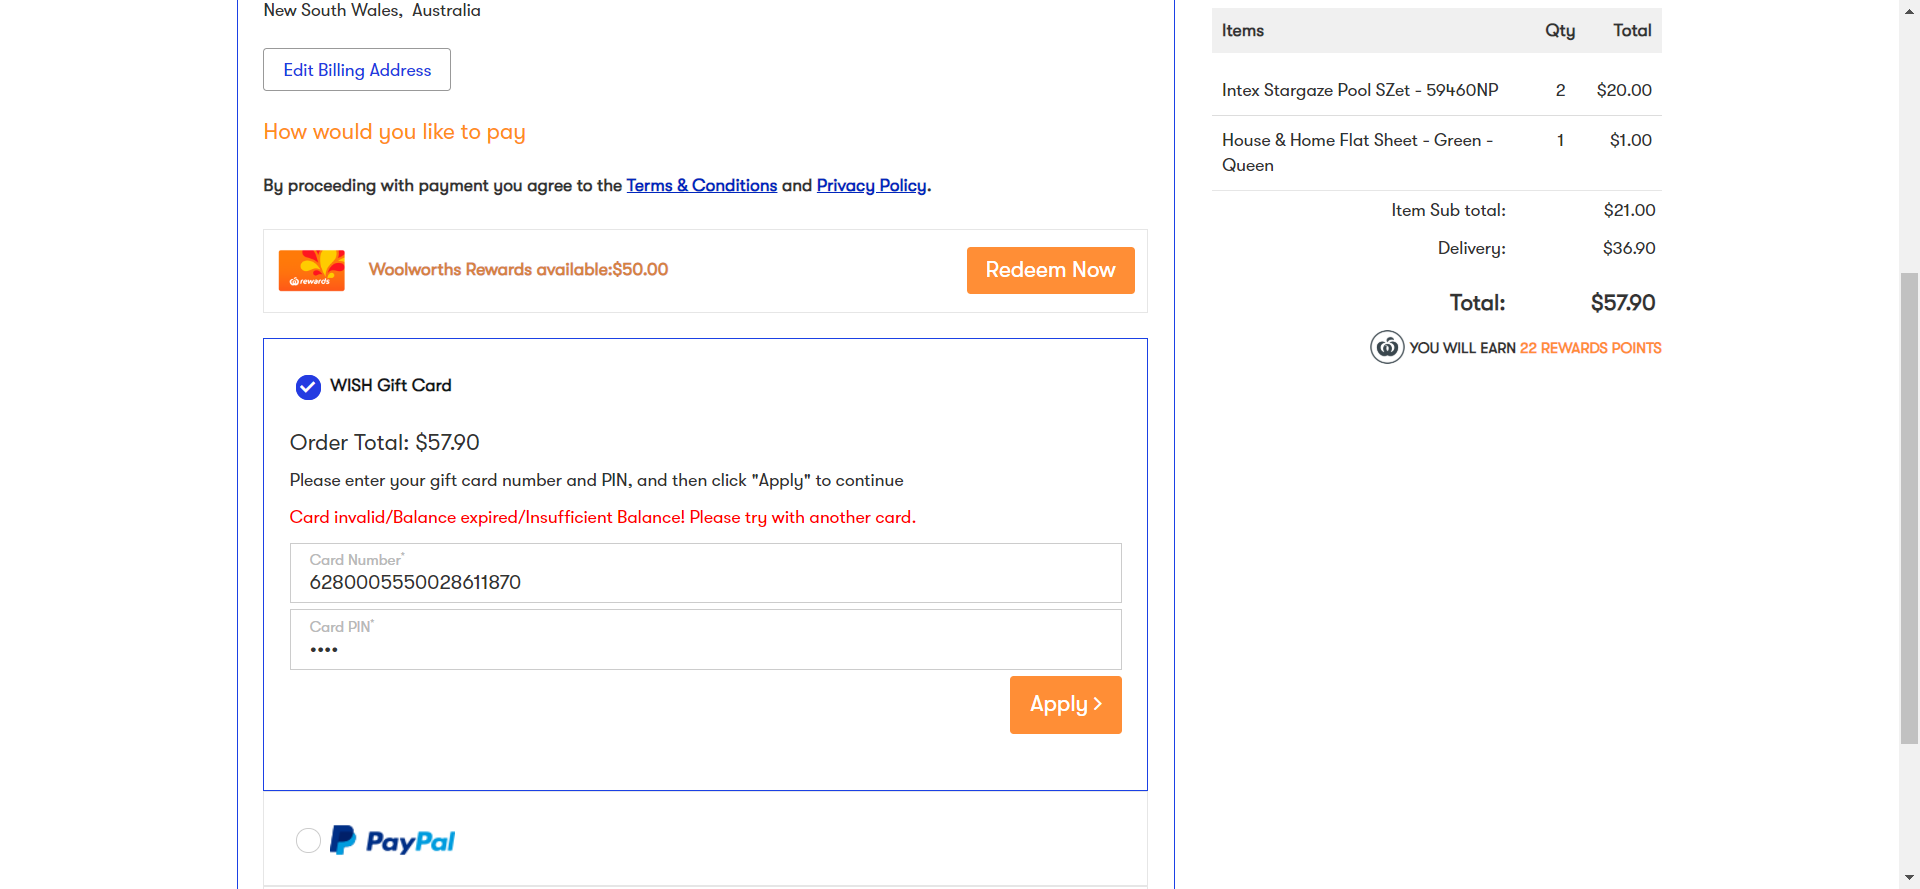 New South Wales,  Australia
Edit Billing Address
How would you like to pay
By proceeding with payment you agree to the Terms & Conditions and Privacy Policy.
rewards
Woolworths Rewards available:$50.00
Redeem Now
WISH Gift Card
Order Total: $57.90
Please enter your gift card number and PIN, and then click "Apply" to continue
Card invalid/Balance expired/Insufficient Balance! Please try with another card.
Card Number*
6280005550028611870
Card PIN*
••••
Apply
PayPal
Items Qty Total
Intex Stargaze Pool SZet - 59460NP 2 $20.00
House & Home Flat Sheet - Green - 1 $1.00
Queen
Item Sub total: $21.00
Delivery: $36.90
Total: $57.90
YOU WILL EARN 22 REWARDS POINTS